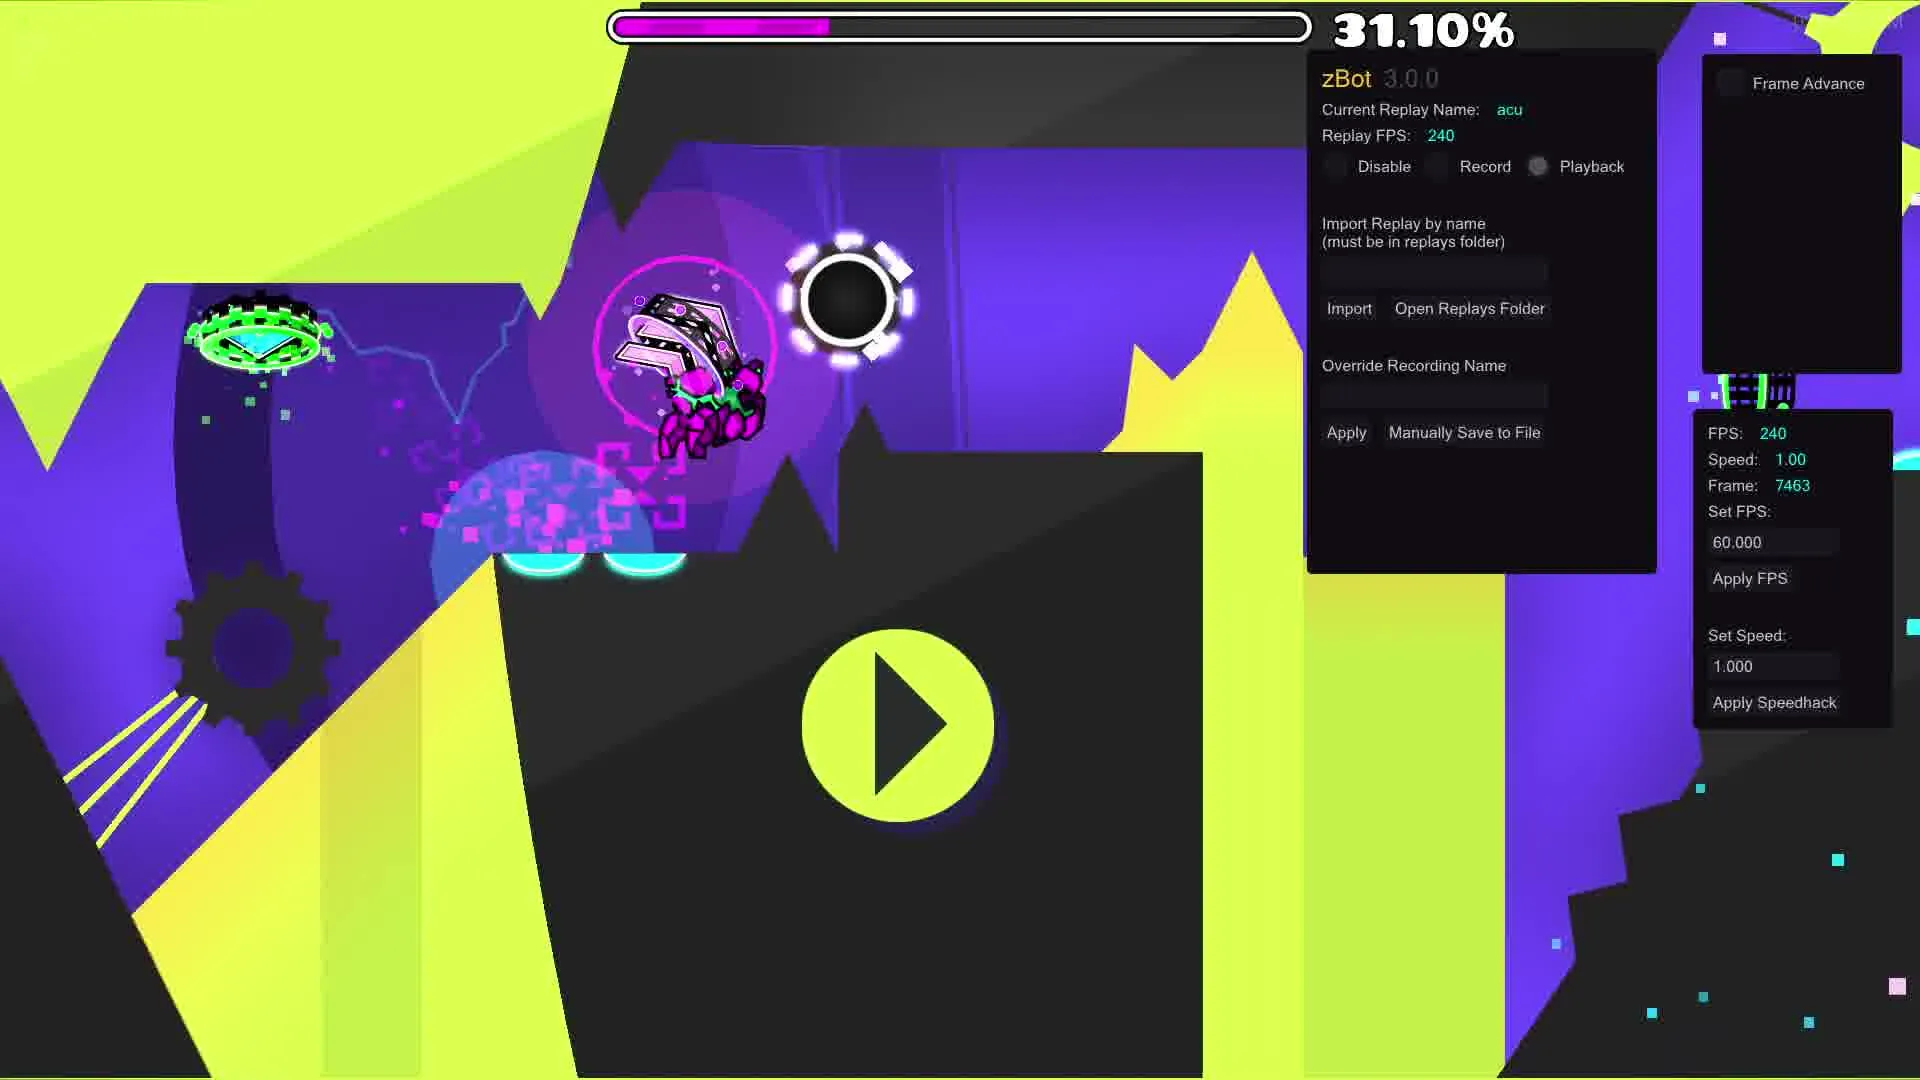 31.10%
zBot 3.0.0
Current Replay Name: acu
Replay FPS: 240
Disable Record Playback
Import Replay by name
(must be in replays folder)
Import Open Replays Folder
Override Recording Name
Apply Manually Save to File
Frame Advance
FPS: 240
Speed: 1.00
Frame: 7463
Set FPS:
60.000
Apply FPS
Set Speed:
1.000
Apply Speedhack